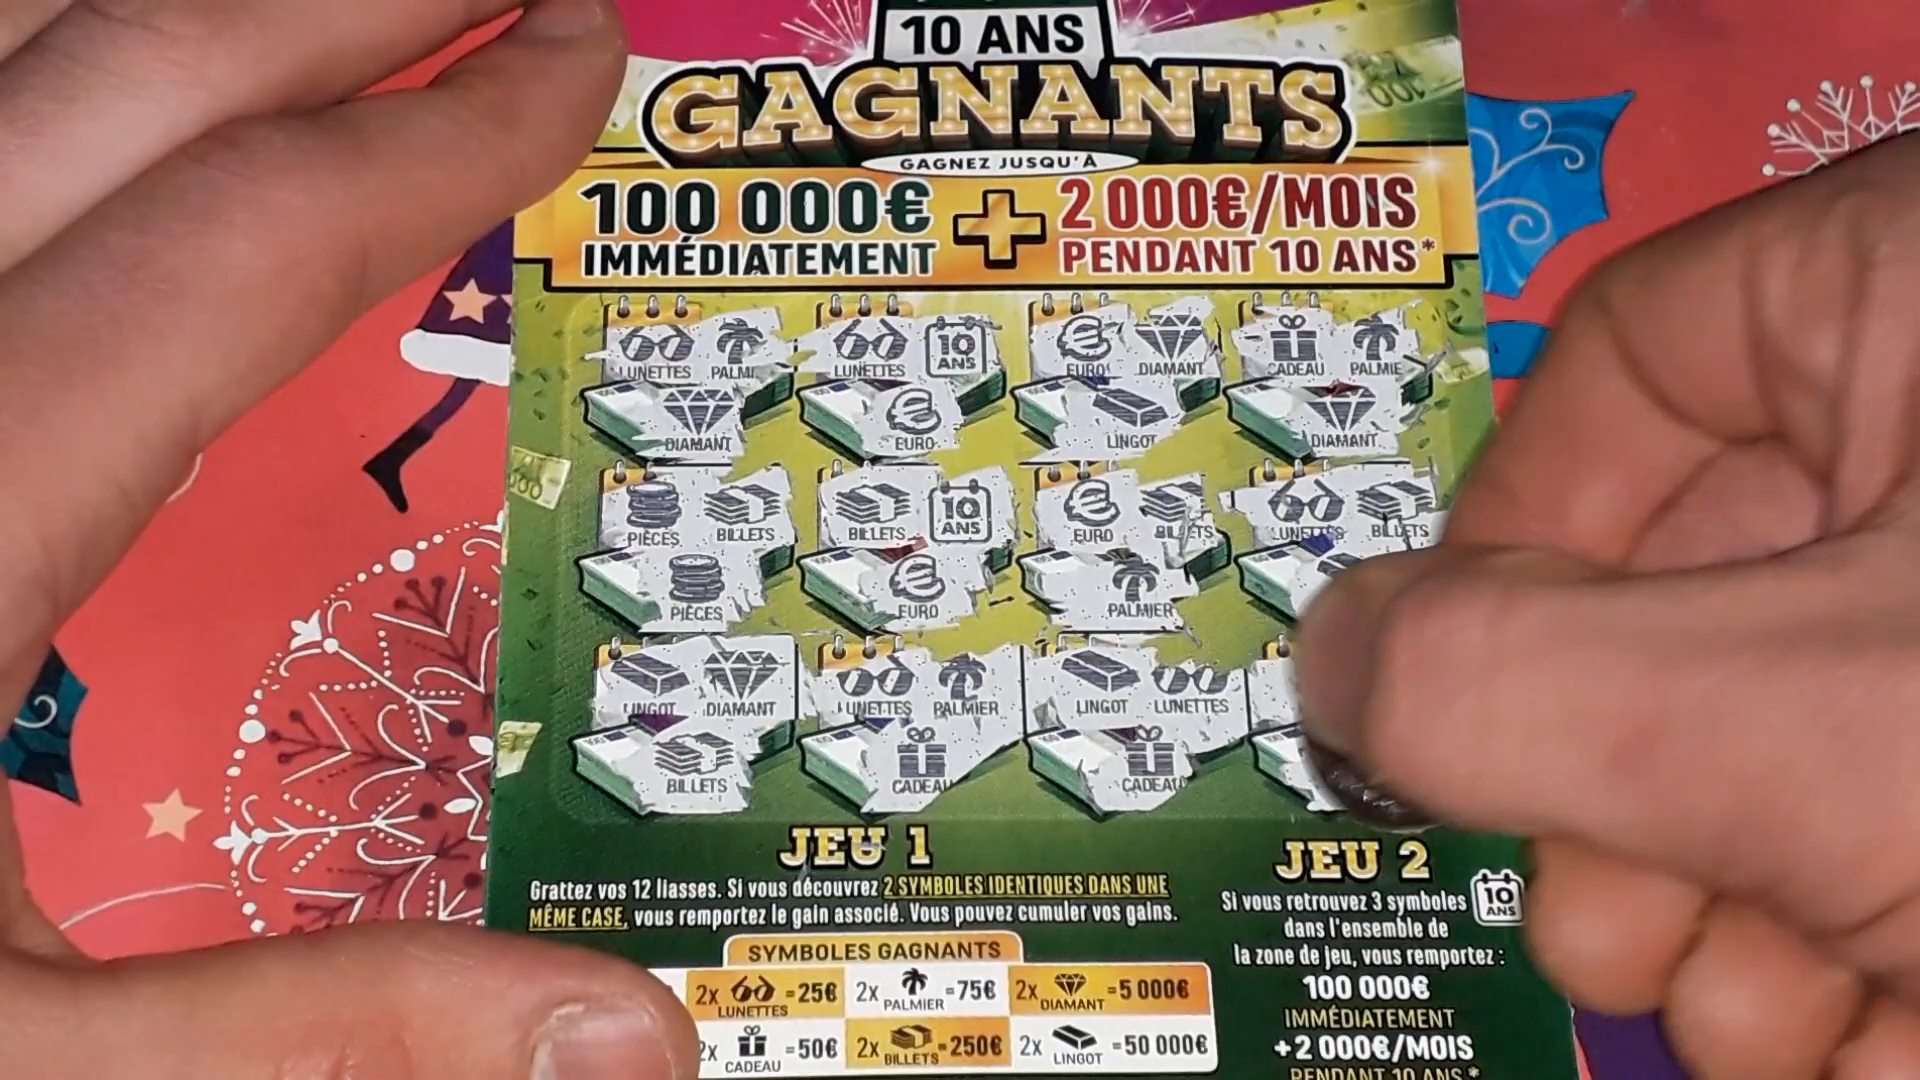 10 ANS
GAGNANTS
GAGNEZ JUSQU'À
100 000€
IMMÉDIATEMENT
+
2 000€/MOIS
PENDANT 10 ANS*
LUNETTES PALMI
DIAMANT
LUNETTES 10 ANS
EURO
EURO DIAMANT
LINGOT
CADEAU PALMIE
DIAMANT
PIÈCES BILLETS
PIÈCES
BILLETS 10 ANS
EURO
EURO BILLETS
PALMIER
LUNETTES BILLETS
LINGOT DIAMANT
BILLETS
LUNETTES PALMIER
CADEAU
LINGOT LUNETTES
CADEAU
JEU 1
Grattez vos 12 liasses. Si vous découvrez 2 SYMBOLES IDENTIQUES DANS UNE
MÊME CASE, vous remportez le gain associé. Vous pouvez cumuler vos gains.
SYMBOLES GAGNANTS
2x LUNETTES =25€
2x PALMIER =75€
2x DIAMANT =5 000€
2x CADEAU =50€
2x BILLETS =250€
2x LINGOT =50 000€
JEU 2
Si vous retrouvez 3 symboles 10 ANS
dans l'ensemble de
la zone de jeu, vous remportez :
100 000€
IMMÉDIATEMENT
+2 000€/MOIS
PENDANT 10 ANS*